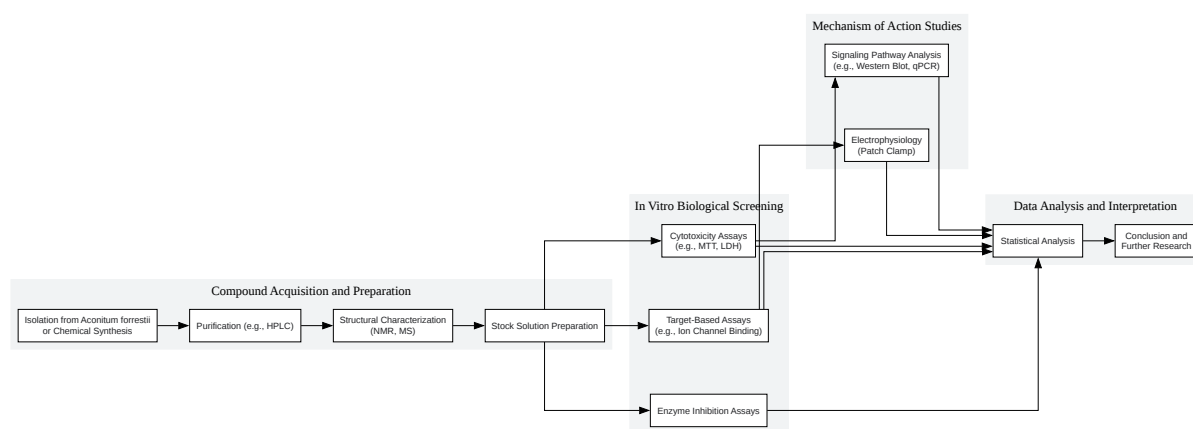 Mechanism of Action Studies
Signaling Pathway Analysis
(e.g., Western Blot, qPCR)
Electrophysiology
(Patch Clamp)
In Vitro Biological Screening
Cytotoxicity Assays
(e.g., MTT, LDH)
Target-Based Assays
(e.g., Ion Channel Binding)
Enzyme Inhibition Assays
Data Analysis and Interpretation
Statistical Analysis
Conclusion and
Further Research
Compound Acquisition and Preparation
Isolation from Aconitum forrestii
or Chemical Synthesis
Purification (e.g., HPLC)
Structural Characterization
(NMR, MS)
Stock Solution Preparation